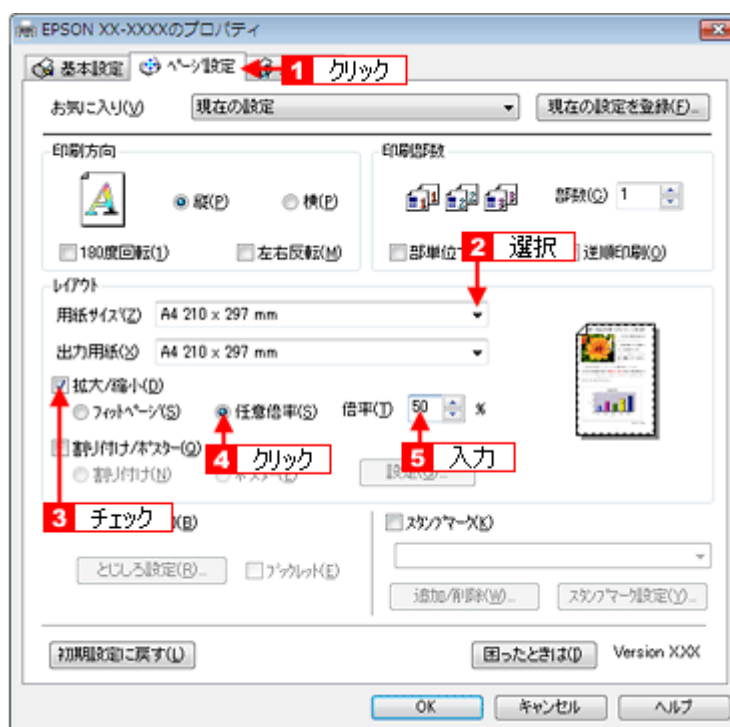 EPSON XX-XXXXのプロパティ
基本設定 ページ設定 1 クリック
お気に入り(V) 現在の設定 現在の設定を登録(F)...
印刷方向 印刷部数
縦(P) 横(P) 部数(C) 1
180度回転(1) 左右反転(M) 部単位で 2 選択 逆順印刷(O)
レイアウト
用紙サイズ(Z) A4 210 x 297 mm
出力用紙(X) A4 210 x 297 mm
拡大/縮小(D)
フィットページ(S) 任意倍率(S) 倍率(T) 50 %
割り付け/ポスター(Q) 4 クリック 5 入力
割り付け(N)
3 チェック (B) スタンプマーク(K)
とじしろ設定(R)... ブックレット(E)
追加/削除(W)... スタンプマーク設定(Y)...
初期設定に戻す(L) 困ったときは(I) Version X.XX
OK キャンセル ヘルプ